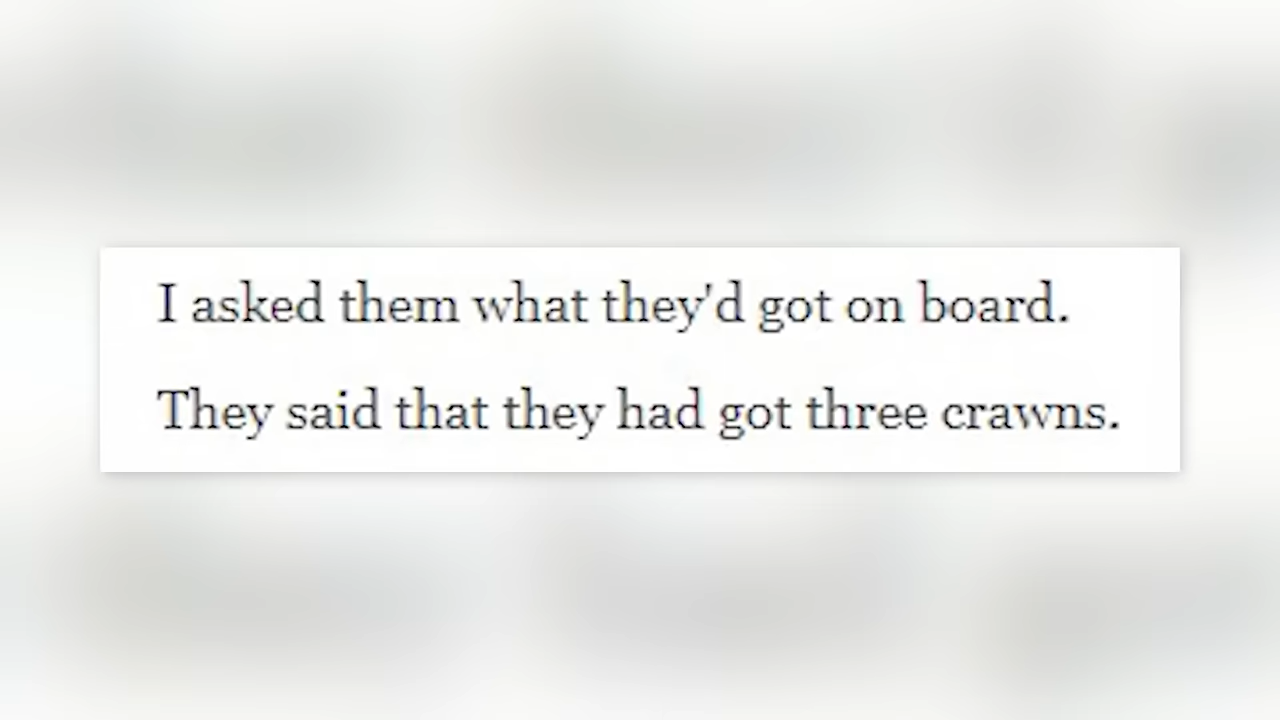 I asked them what they'd got on board.
They said that they had got three crawns.